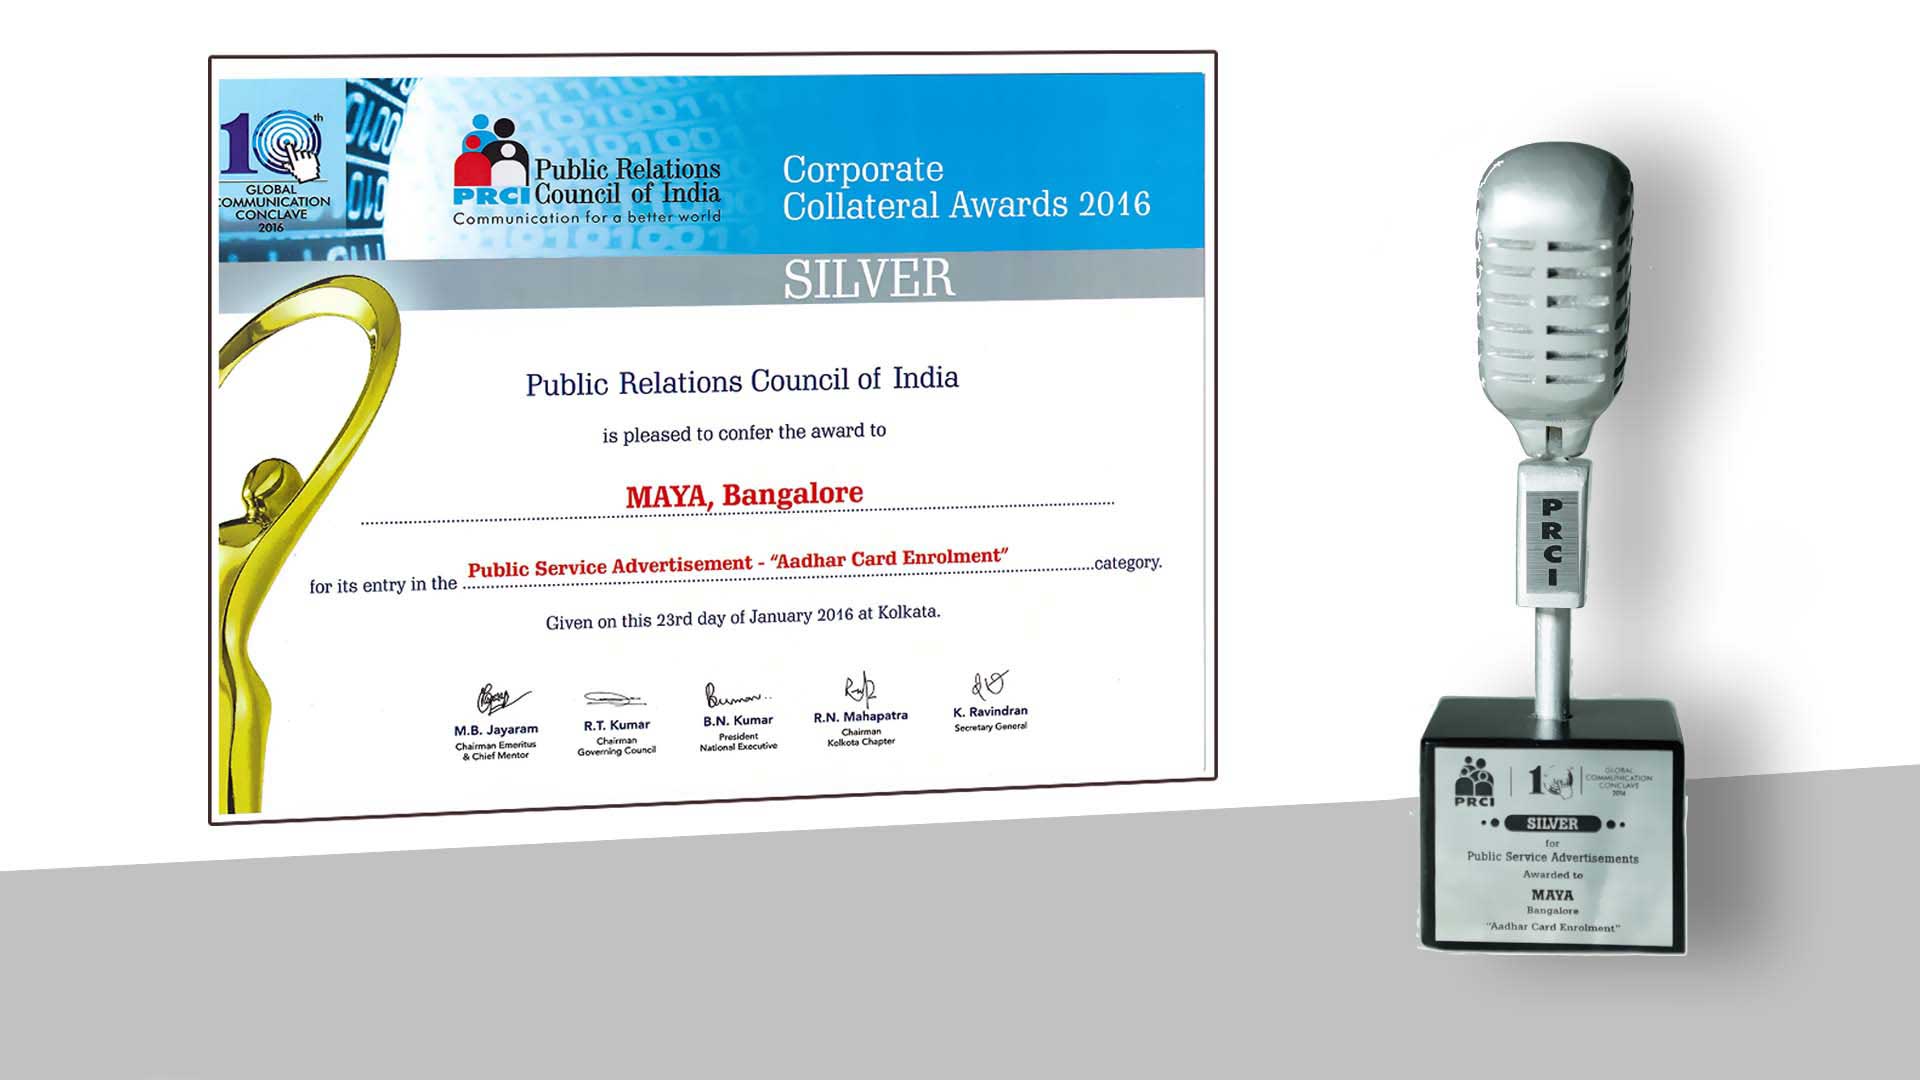 10th
GLOBAL
COMMUNICATION
CONCLAVE
2016
PRCI
Public Relations
Council of India
Communication for a better world
Corporate
Collateral Awards 2016
SILVER
Public Relations Council of India
is pleased to confer the award to
MAYA, Bangalore
for its entry in the Public Service Advertisement - “Aadhar Card Enrolment” category.
Given on this 23rd day of January 2016 at Kolkata.
M.B. Jayaram
Chairman Emeritus
& Chief Mentor
R.T. Kumar
Chairman
Governing Council
B.N. Kumar
President
National Executive
R.N. Mahapatra
Chairman
Kolkota Chapter
K. Ravindran
Secretary General
PRCI
PRCI
10
GLOBAL
COMMUNICATION
CONCLAVE
2016
SILVER
for
Public Service Advertisements
Awarded to
MAYA
Bangalore
"Aadhar Card Enrolment"